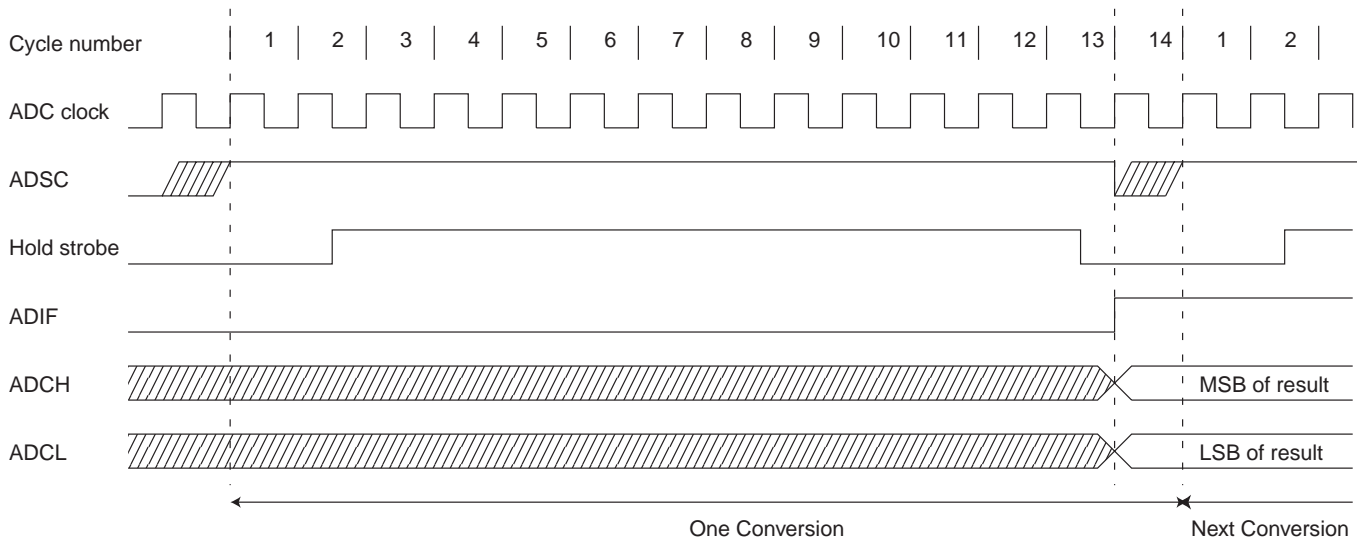 Cycle number 1 2 3 4 5 6 7 8 9 10 11 12 13 14 1 2
ADC clock
ADSC
Hold strobe
ADIF
ADCH MSB of result
ADCL LSB of result
One Conversion Next Conversion